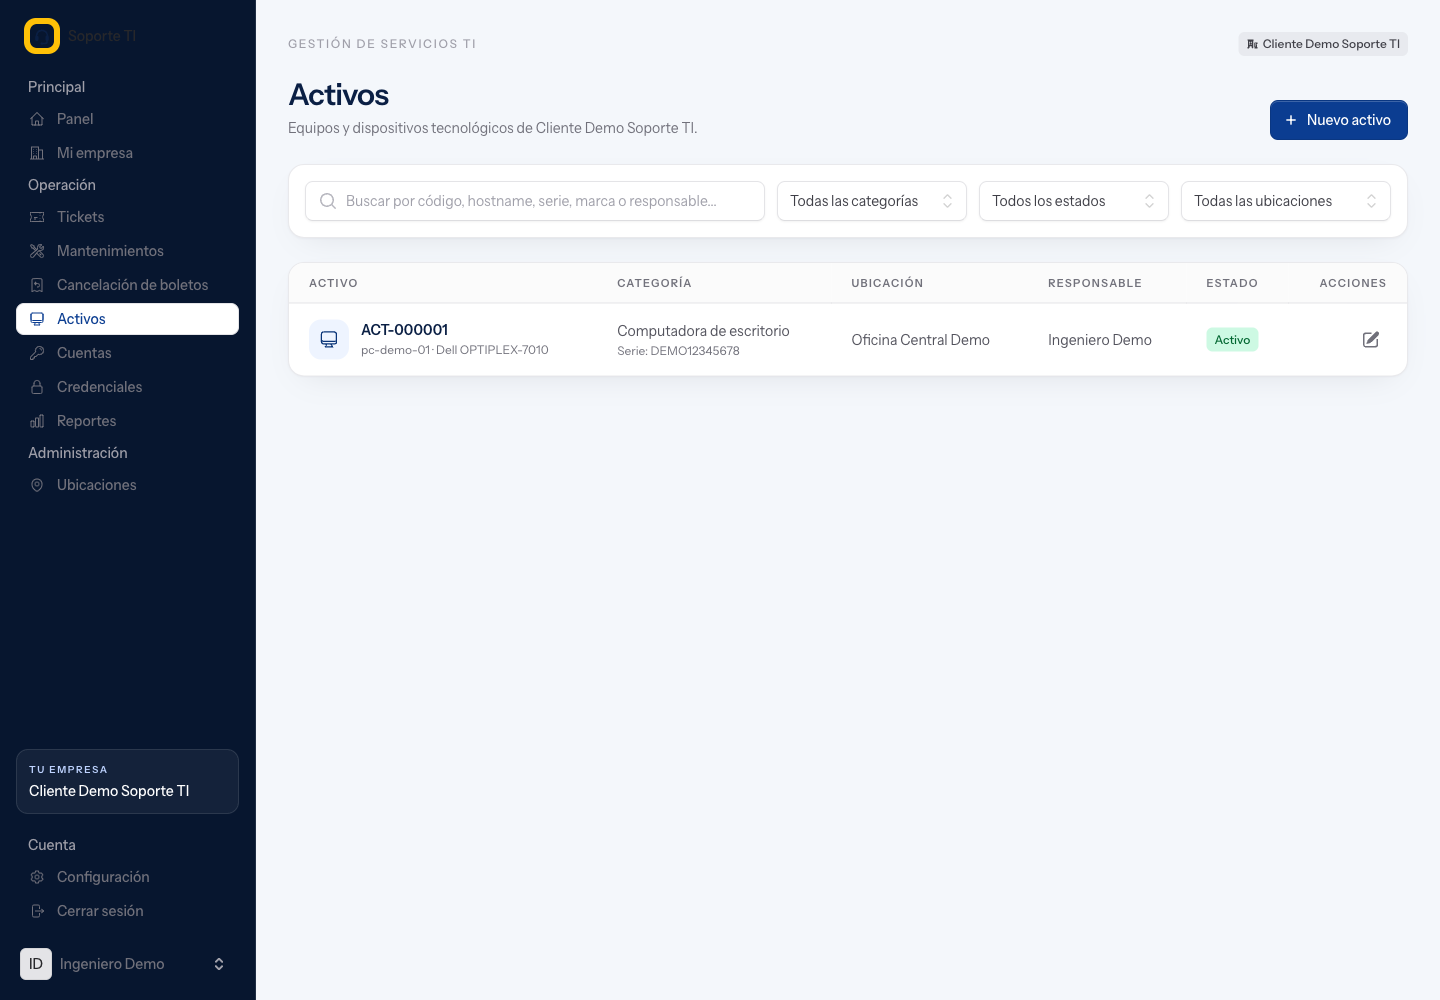 Soporte TI
Principal
Panel
Mi empresa
Operación
Tickets
Mantenimientos
Cancelación de boletos
Activos
Cuentas
Credenciales
Reportes
Administración
Ubicaciones
TU EMPRESA
Cliente Demo Soporte TI
Cuenta
Configuración
Cerrar sesión
ID Ingeniero Demo
GESTIÓN DE SERVICIOS TI
Cliente Demo Soporte TI
Activos
Equipos y dispositivos tecnológicos de Cliente Demo Soporte TI.
+ Nuevo activo
Buscar por código, hostname, serie, marca o responsable... Todas las categorías Todos los estados Todas las ubicaciones
ACTIVO CATEGORÍA UBICACIÓN RESPONSABLE ESTADO ACCIONES
ACT-000001 Computadora de escritorio Oficina Central Demo Ingeniero Demo Activo
pc-demo-01 · Dell OPTIPLEX-7010 Serie: DEMO12345678